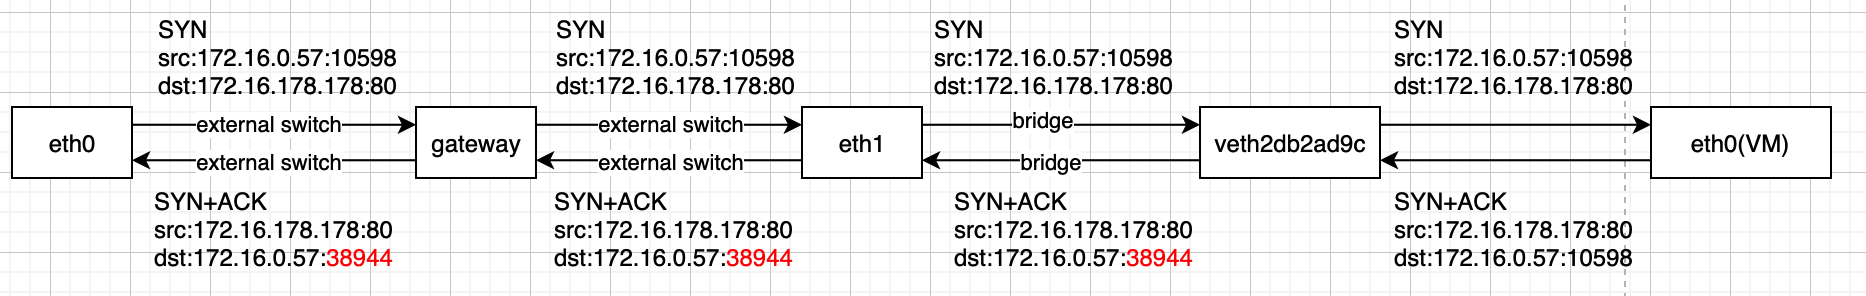 SYN
src:172.16.0.57:10598
dst:172.16.178.178:80
SYN
src:172.16.0.57:10598
dst:172.16.178.178:80
SYN
src:172.16.0.57:10598
dst:172.16.178.178:80
SYN
src:172.16.0.57:10598
dst:172.16.178.178:80
eth0
external switch
external switch
gateway
external switch
external switch
eth1
bridge
bridge
veth2db2ad9c
eth0(VM)
SYN+ACK
src:172.16.178.178:80
dst:172.16.0.57:38944
SYN+ACK
src:172.16.178.178:80
dst:172.16.0.57:38944
SYN+ACK
src:172.16.178.178:80
dst:172.16.0.57:38944
SYN+ACK
src:172.16.178.178:80
dst:172.16.0.57:10598